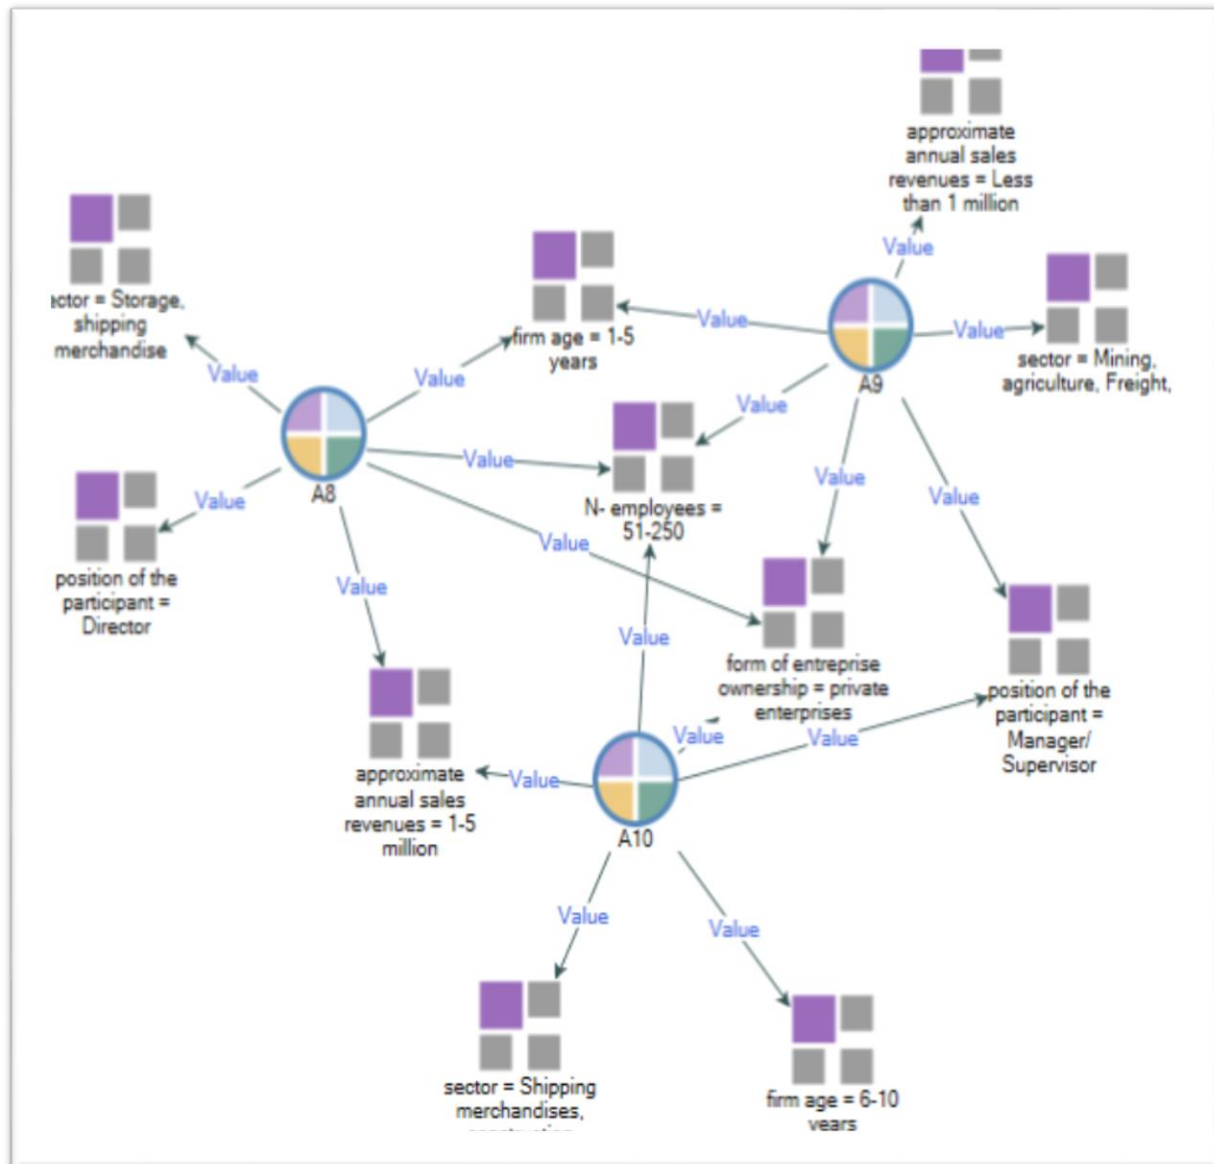 approximate
annual sales
revenues = Less
than 1 million
Value
ector = Storage,
shipping
merchandise
firm age = 1-5
years
Value
Value
sector = Mining,
agriculture, Freight,
A9
Value
Value
Value
A8
Value
N- employees =
51-250
Value
Value
Value
position of the
participant =
Director
Value
Value
Value
form of entreprise
ownership = private
enterprises
position of the
participant =
Manager/
Supervisor
Value
Value
approximate
annual sales
revenues = 1-5
million
Value
A10
Value
Value
sector = Shipping
merchandises,
firm age = 6-10
years